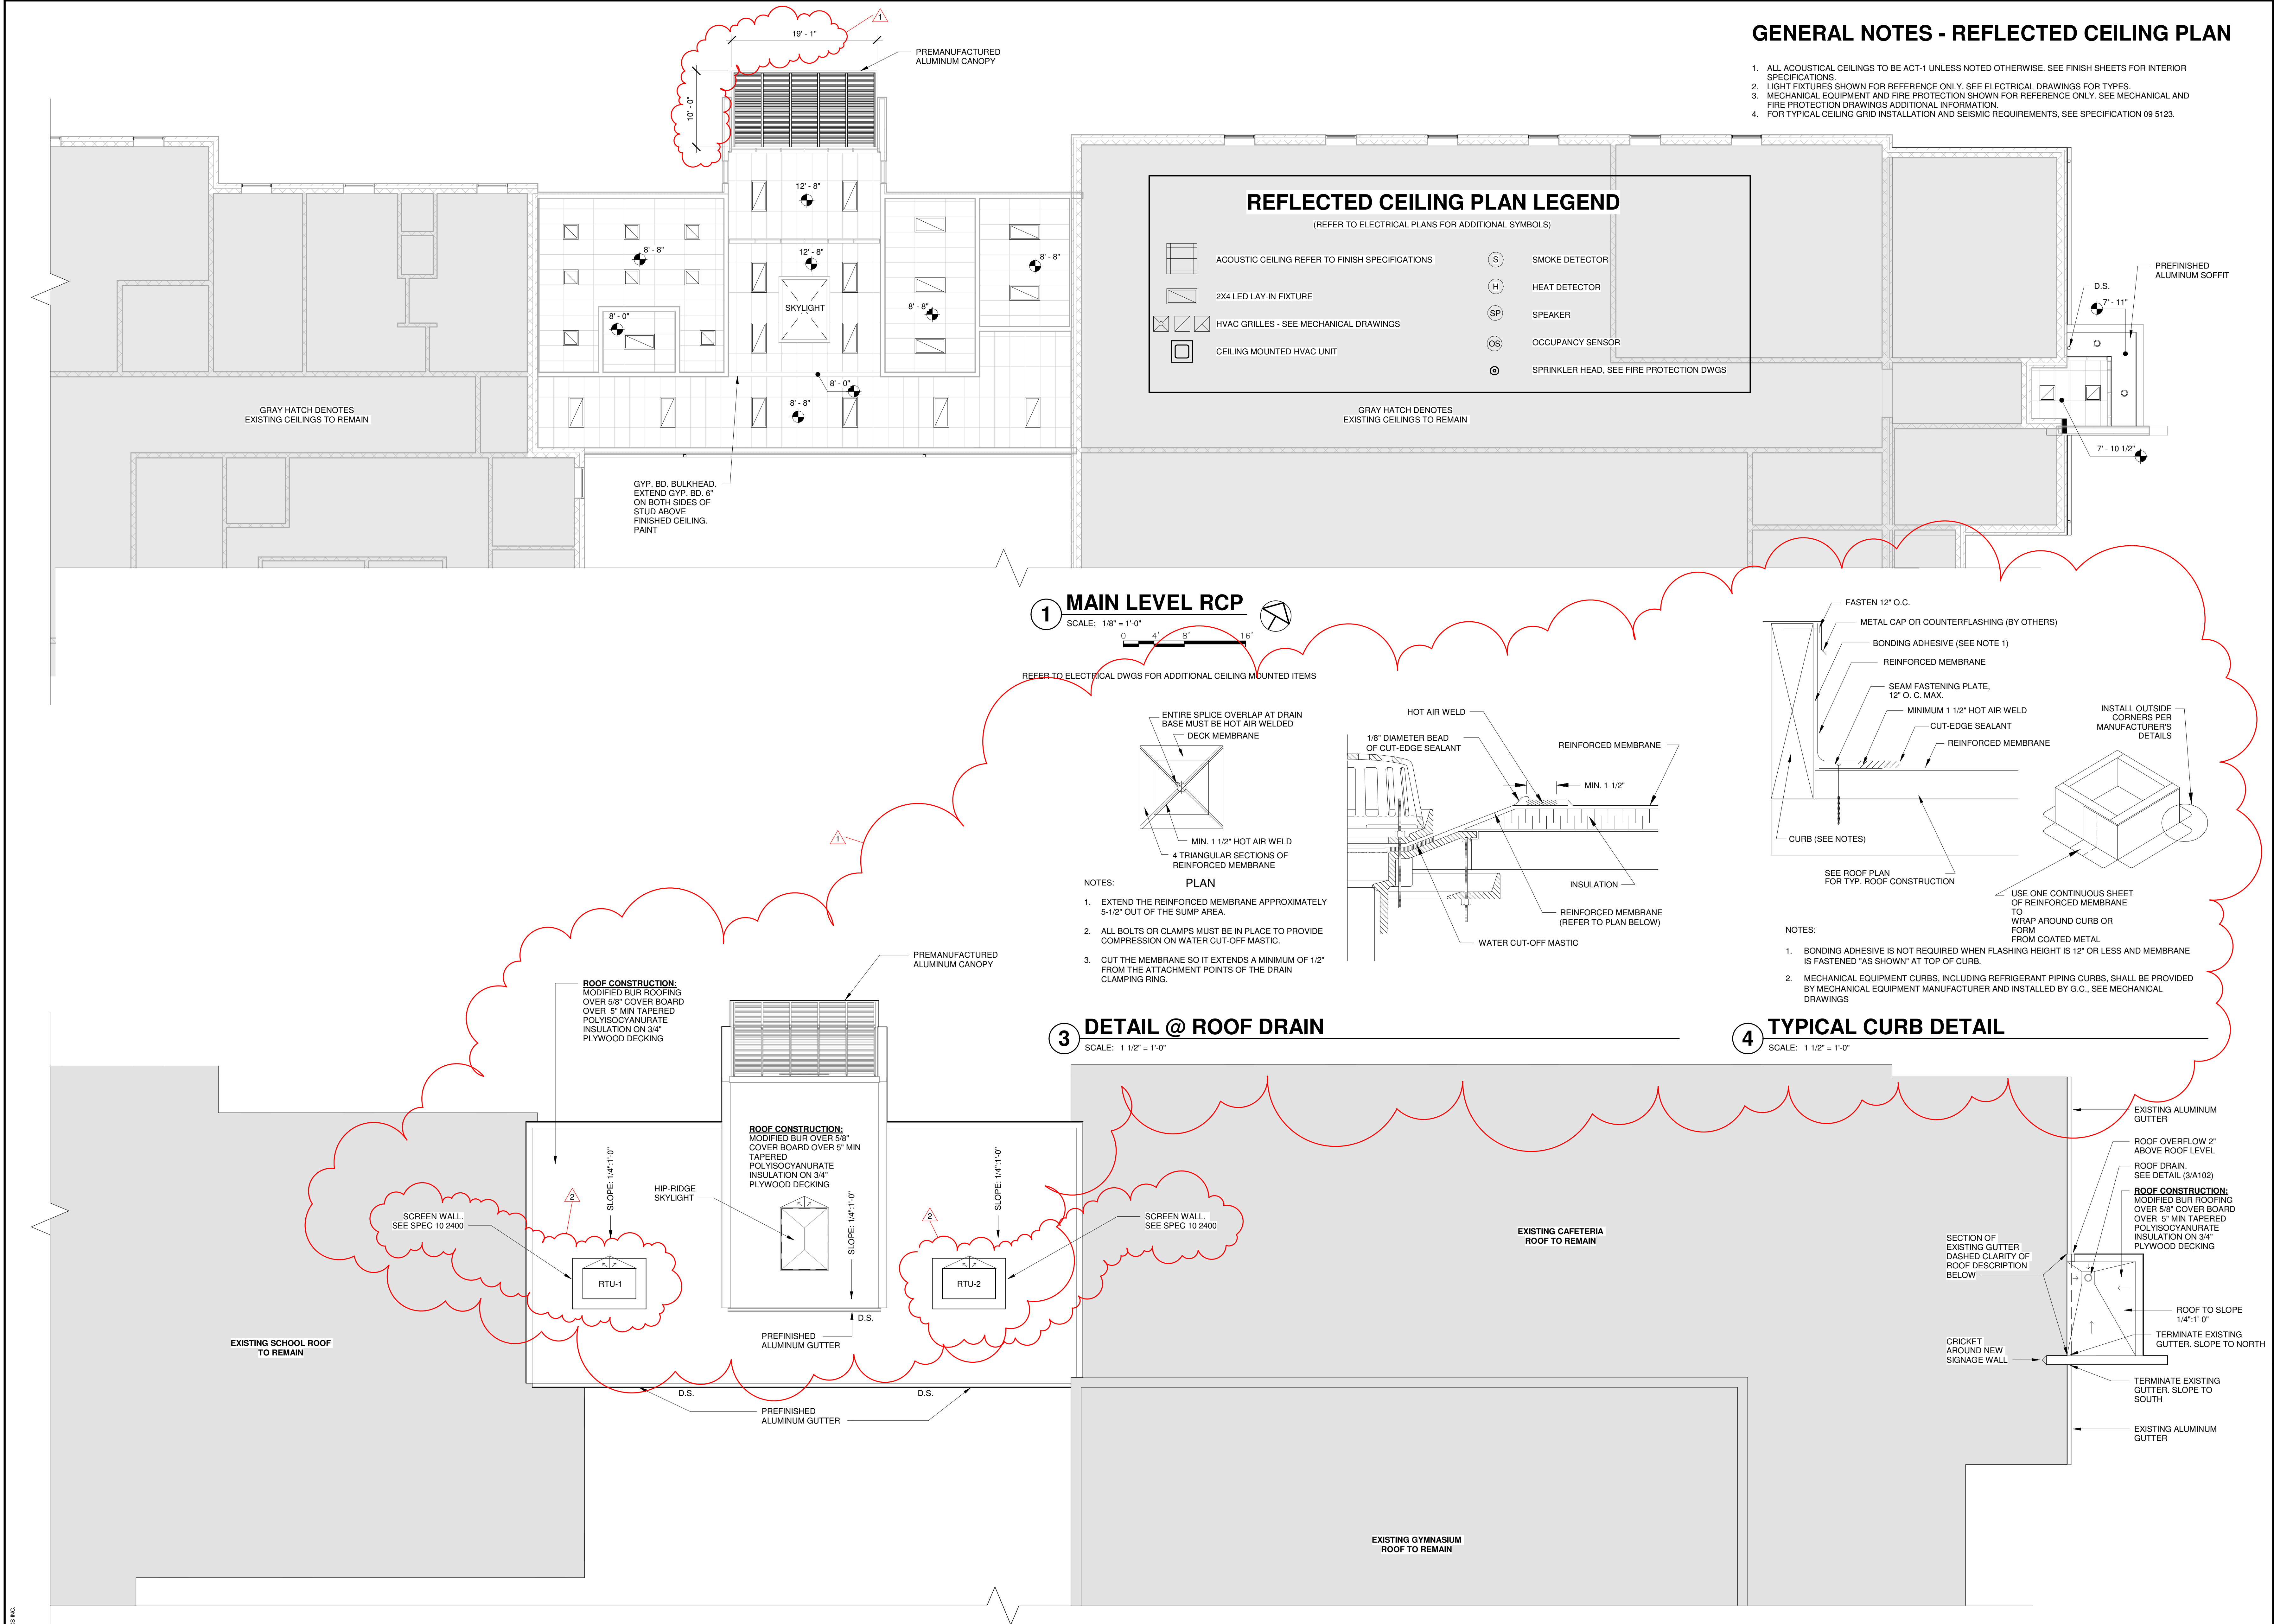 1
19' - 1"
PREMANUFACTURED
ALUMINUM CANOPY
10' - 0"
GENERAL NOTES - REFLECTED CEILING PLAN
1. ALL ACOUSTICAL CEILINGS TO BE ACT-1 UNLESS NOTED OTHERWISE. SEE FINISH SHEETS FOR INTERIOR
SPECIFICATIONS.
2. LIGHT FIXTURES SHOWN FOR REFERENCE ONLY. SEE ELECTRICAL DRAWINGS FOR TYPES.
3. MECHANICAL EQUIPMENT AND FIRE PROTECTION SHOWN FOR REFERENCE ONLY. SEE MECHANICAL AND
FIRE PROTECTION DRAWINGS ADDITIONAL INFORMATION.
4. FOR TYPICAL CEILING GRID INSTALLATION AND SEISMIC REQUIREMENTS, SEE SPECIFICATION 09 5123.
12' - 8"
8' - 8"
12' - 8"
8' - 8"
SKYLIGHT
8' - 8"
8' - 0"
8' - 0"
8' - 8"
GRAY HATCH DENOTES
EXISTING CEILINGS TO REMAIN
GYP. BD. BULKHEAD.
EXTEND GYP. BD. 6"
ON BOTH SIDES OF
STUD ABOVE
FINISHED CEILING.
PAINT
REFLECTED CEILING PLAN LEGEND
(REFER TO ELECTRICAL PLANS FOR ADDITIONAL SYMBOLS)
ACOUSTIC CEILING REFER TO FINISH SPECIFICATIONS
2X4 LED LAY-IN FIXTURE
HVAC GRILLES - SEE MECHANICAL DRAWINGS
CEILING MOUNTED HVAC UNIT
S SMOKE DETECTOR
H HEAT DETECTOR
SP SPEAKER
OS OCCUPANCY SENSOR
SPRINKLER HEAD, SEE FIRE PROTECTION DWGS
GRAY HATCH DENOTES
EXISTING CEILINGS TO REMAIN
PREFINISHED
ALUMINUM SOFFIT
D.S.
7' - 11"
7' - 10 1/2"
1 MAIN LEVEL RCP
SCALE: 1/8" = 1'-0"
0 4' 8' 16'
REFER TO ELECTRICAL DWGS FOR ADDITIONAL CEILING MOUNTED ITEMS
1
ENTIRE SPLICE OVERLAP AT DRAIN
BASE MUST BE HOT AIR WELDED
DECK MEMBRANE
MIN. 1 1/2" HOT AIR WELD
4 TRIANGULAR SECTIONS OF
REINFORCED MEMBRANE
PLAN
NOTES:
1. EXTEND THE REINFORCED MEMBRANE APPROXIMATELY
5-1/2" OUT OF THE SUMP AREA.
2. ALL BOLTS OR CLAMPS MUST BE IN PLACE TO PROVIDE
COMPRESSION ON WATER CUT-OFF MASTIC.
3. CUT THE MEMBRANE SO IT EXTENDS A MINIMUM OF 1/2"
FROM THE ATTACHMENT POINTS OF THE DRAIN
CLAMPING RING.
HOT AIR WELD
1/8" DIAMETER BEAD
OF CUT-EDGE SEALANT
REINFORCED MEMBRANE
MIN. 1-1/2"
INSULATION
REINFORCED MEMBRANE
(REFER TO PLAN BELOW)
WATER CUT-OFF MASTIC
3 DETAIL @ ROOF DRAIN
SCALE: 1 1/2" = 1'-0"
FASTEN 12" O.C.
METAL CAP OR COUNTERFLASHING (BY OTHERS)
BONDING ADHESIVE (SEE NOTE 1)
REINFORCED MEMBRANE
SEAM FASTENING PLATE,
12" O. C. MAX.
MINIMUM 1 1/2" HOT AIR WELD
CUT-EDGE SEALANT
REINFORCED MEMBRANE
INSTALL OUTSIDE
CORNERS PER
MANUFACTURER'S
DETAILS
CURB (SEE NOTES)
SEE ROOF PLAN
FOR TYP. ROOF CONSTRUCTION
USE ONE CONTINUOUS SHEET
OF REINFORCED MEMBRANE
TO
WRAP AROUND CURB OR
FORM
FROM COATED METAL
NOTES:
1. BONDING ADHESIVE IS NOT REQUIRED WHEN FLASHING HEIGHT IS 12" OR LESS AND MEMBRANE
IS FASTENED "AS SHOWN" AT TOP OF CURB.
2. MECHANICAL EQUIPMENT CURBS, INCLUDING REFRIGERANT PIPING CURBS, SHALL BE PROVIDED
BY MECHANICAL EQUIPMENT MANUFACTURER AND INSTALLED BY G.C., SEE MECHANICAL
DRAWINGS
4 TYPICAL CURB DETAIL
SCALE: 1 1/2" = 1'-0"
PREMANUFACTURED
ALUMINUM CANOPY
ROOF CONSTRUCTION:
MODIFIED BUR ROOFING
OVER 5/8" COVER BOARD
OVER 5" MIN TAPERED
POLYISOCYANURATE
INSULATION ON 3/4"
PLYWOOD DECKING
ROOF CONSTRUCTION:
MODIFIED BUR OVER 5/8"
COVER BOARD OVER 5" MIN
TAPERED
POLYISOCYANURATE
INSULATION ON 3/4"
PLYWOOD DECKING
SLOPE: 1/4":1'-0"
SLOPE: 1/4":1'-0"
SLOPE: 1/4":1'-0"
HIP-RIDGE
SKYLIGHT
2
2
SCREEN WALL.
SEE SPEC 10 2400
SCREEN WALL.
SEE SPEC 10 2400
RTU-1
RTU-2
D.S.
PREFINISHED
ALUMINUM GUTTER
D.S.
D.S.
PREFINISHED
ALUMINUM GUTTER
EXISTING SCHOOL ROOF
TO REMAIN
EXISTING CAFETERIA
ROOF TO REMAIN
EXISTING GYMNASIUM
ROOF TO REMAIN
EXISTING ALUMINUM
GUTTER
ROOF OVERFLOW 2"
ABOVE ROOF LEVEL
ROOF DRAIN.
SEE DETAIL (3/A102)
ROOF CONSTRUCTION:
MODIFIED BUR ROOFING
OVER 5/8" COVER BOARD
OVER 5" MIN TAPERED
POLYISOCYANURATE
INSULATION ON 3/4"
PLYWOOD DECKING
SECTION OF
EXISTING GUTTER
DASHED CLARITY OF
ROOF DESCRIPTION
BELOW
ROOF TO SLOPE
1/4":1'-0"
TERMINATE EXISTING
GUTTER. SLOPE TO NORTH
CRICKET
AROUND NEW
SIGNAGE WALL
TERMINATE EXISTING
GUTTER. SLOPE TO
SOUTH
EXISTING ALUMINUM
GUTTER
INC.